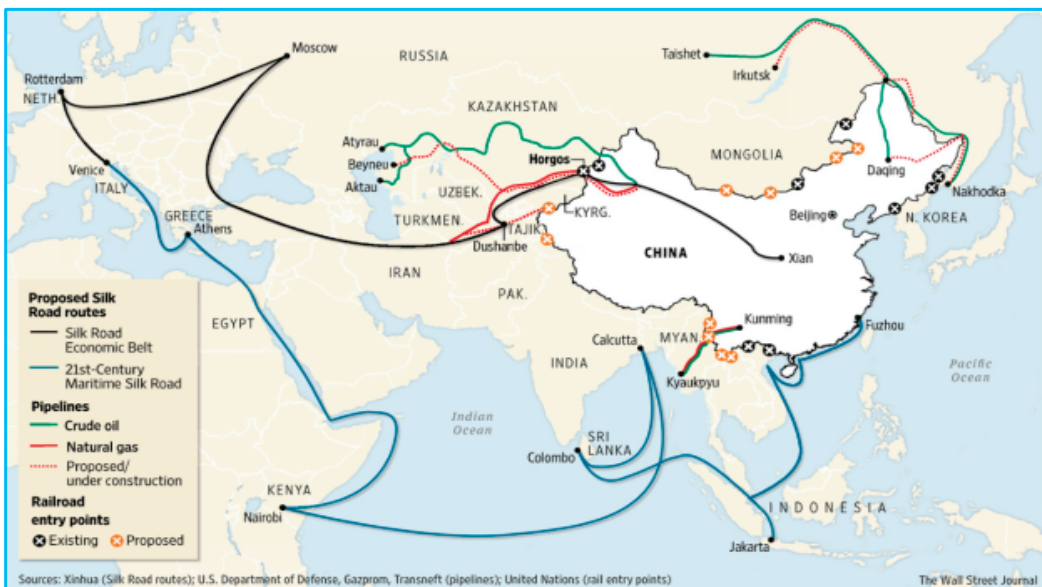 Moscow
RUSSIA
Taishet
Irkutsk
Rotterdam
NETH.
KAZAKHSTAN
Atyrau
Beyneu
Aktau
Horgos
MONGOLIA
Daqing
Nakhodka
Venice
ITALY
UZBEK.
TURKMEN.
KYRG.
TAJIK.
Dushanbe
Beijing
N. KOREA
GREECE
Athens
CHINA
Xian
IRAN
PAK.
EGYPT
Kunming
Fuzhou
Calcutta
MYAN.
INDIA
Kyaukpyu
Pacific
Ocean
Indian
Ocean
SRI
LANKA
Colombo
KENYA
Nairobi
INDONESIA
Jakarta
Proposed Silk
Road routes
Silk Road
Economic Belt
21st-Century
Maritime Silk Road
Pipelines
Crude oil
Natural gas
Proposed/
under construction
Railroad
entry points
Existing
Proposed
Sources: Xinhua (Silk Road routes); U.S. Department of Defense, Gazprom, Transneft (pipelines); United Nations (rail entry points)
The Wall Street Journal